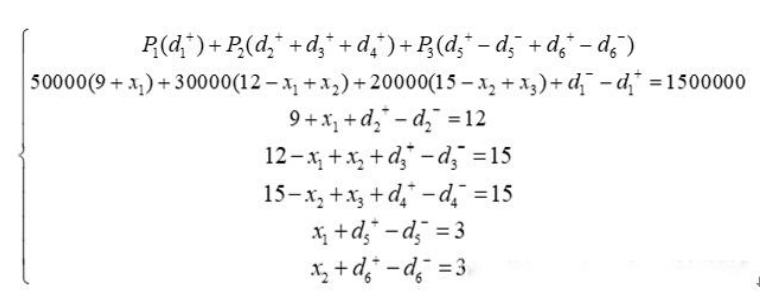 P₁(d₁⁺)+P₂(d₂⁺+d₃⁺+d₄⁺)+P₃(d₅⁺−d₅⁻+d₆⁺−d₆⁻)
50000(9+x₁)+30000(12−x₁+x₂)+20000(15−x₂+x₃)+d₁⁻−d₁⁺=1500000
9+x₁+d₂⁺−d₂⁻=12
12−x₁+x₂+d₃⁺−d₃⁻=15
15−x₂+x₃+d₄⁺−d₄⁻=15
x₁+d₅⁺−d₅⁻=3
x₂+d₆⁺−d₆⁻=3